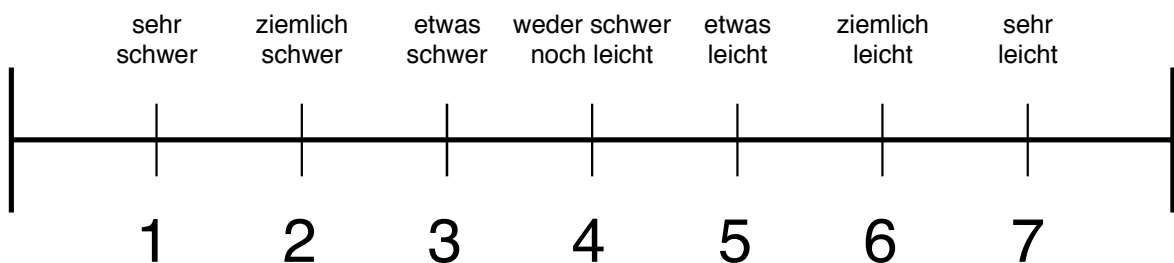 sehr ziemlich etwas weder schwer etwas ziemlich sehr
schwer schwer schwer noch leicht leicht leicht leicht
1 2 3 4 5 6 7